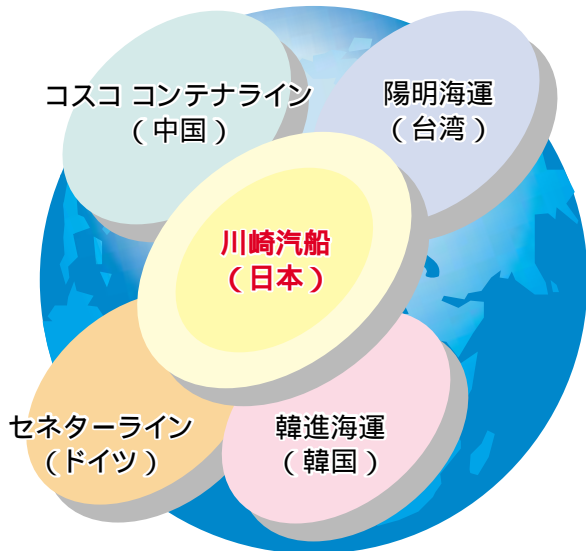 コスコ コンテナライン
（中国）
陽明海運
（台湾）
川崎汽船
（日本）
セネターライン
（ドイツ）
韓進海運
（韓国）